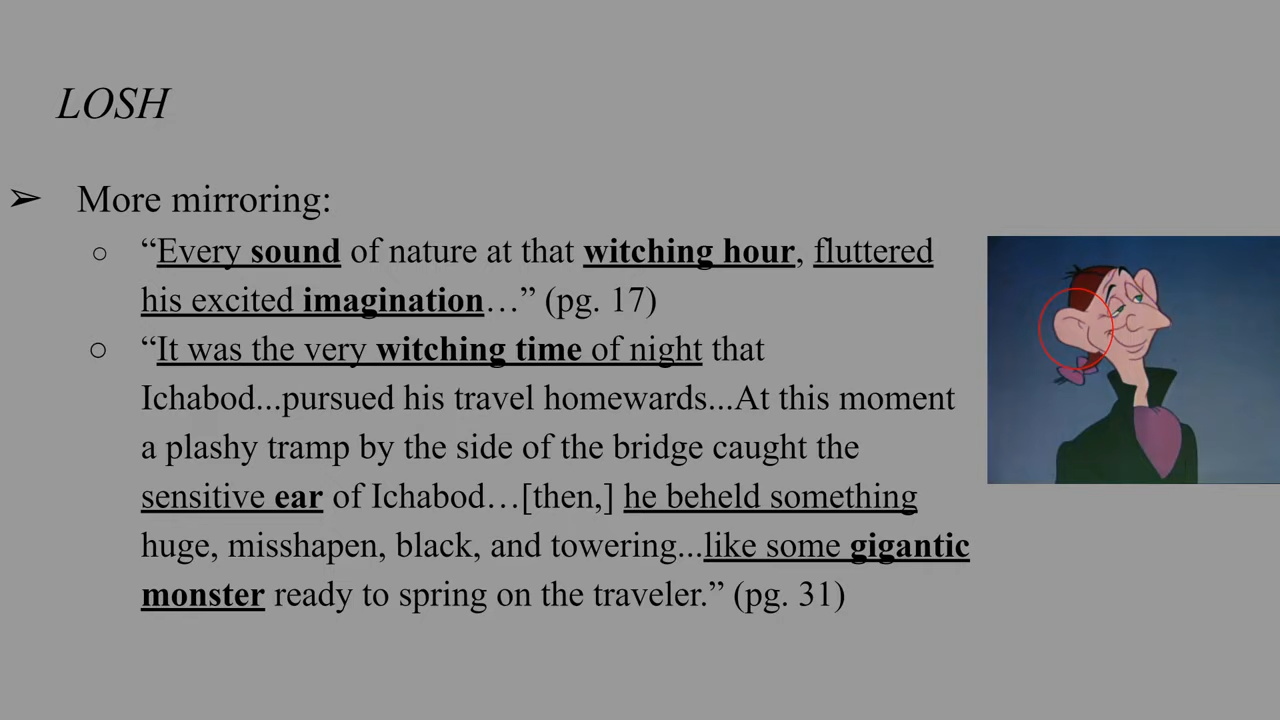 LOSH
➢ More mirroring:
○ “Every sound of nature at that witching hour, fluttered
his excited imagination…” (pg. 17)
○ “It was the very witching time of night that
Ichabod...pursued his travel homewards...At this moment
a plashy tramp by the side of the bridge caught the
sensitive ear of Ichabod…[then,] he beheld something
huge, misshapen, black, and towering...like some gigantic
monster ready to spring on the traveler.” (pg. 31)